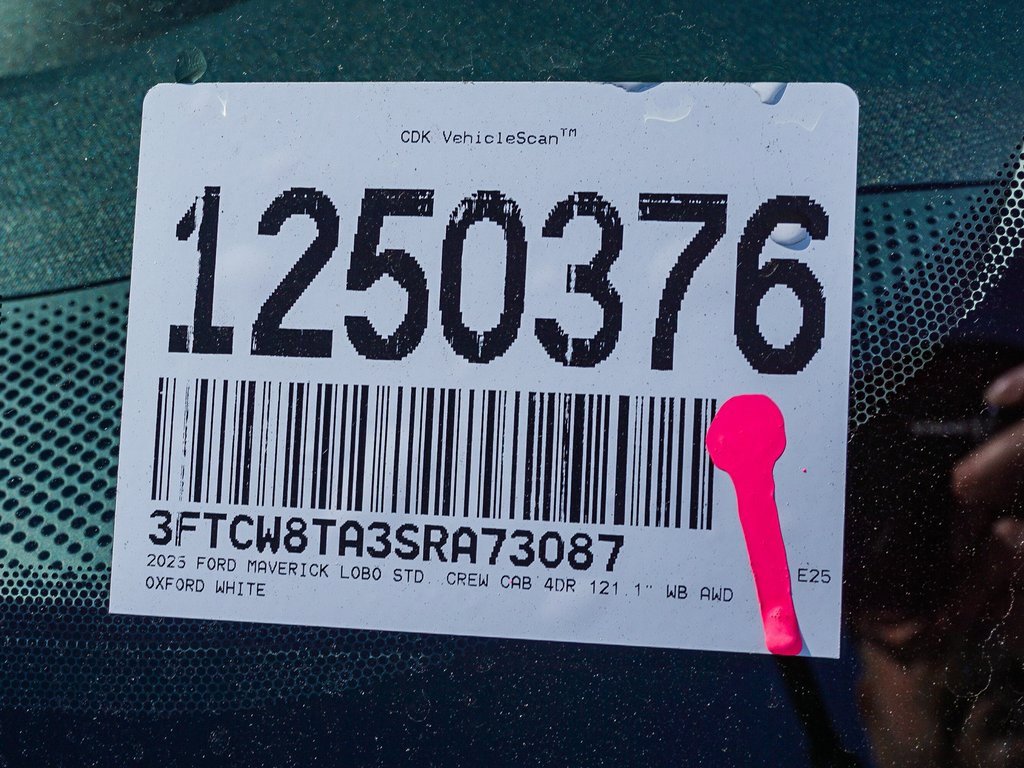 CDK VehicleScan™
1250376
3FTCW8TA3SRA73087
2025 FORD MAVERICK LOBO STD. CREW CAB 4DR 121.1" WB AWD
E25
OXFORD WHITE